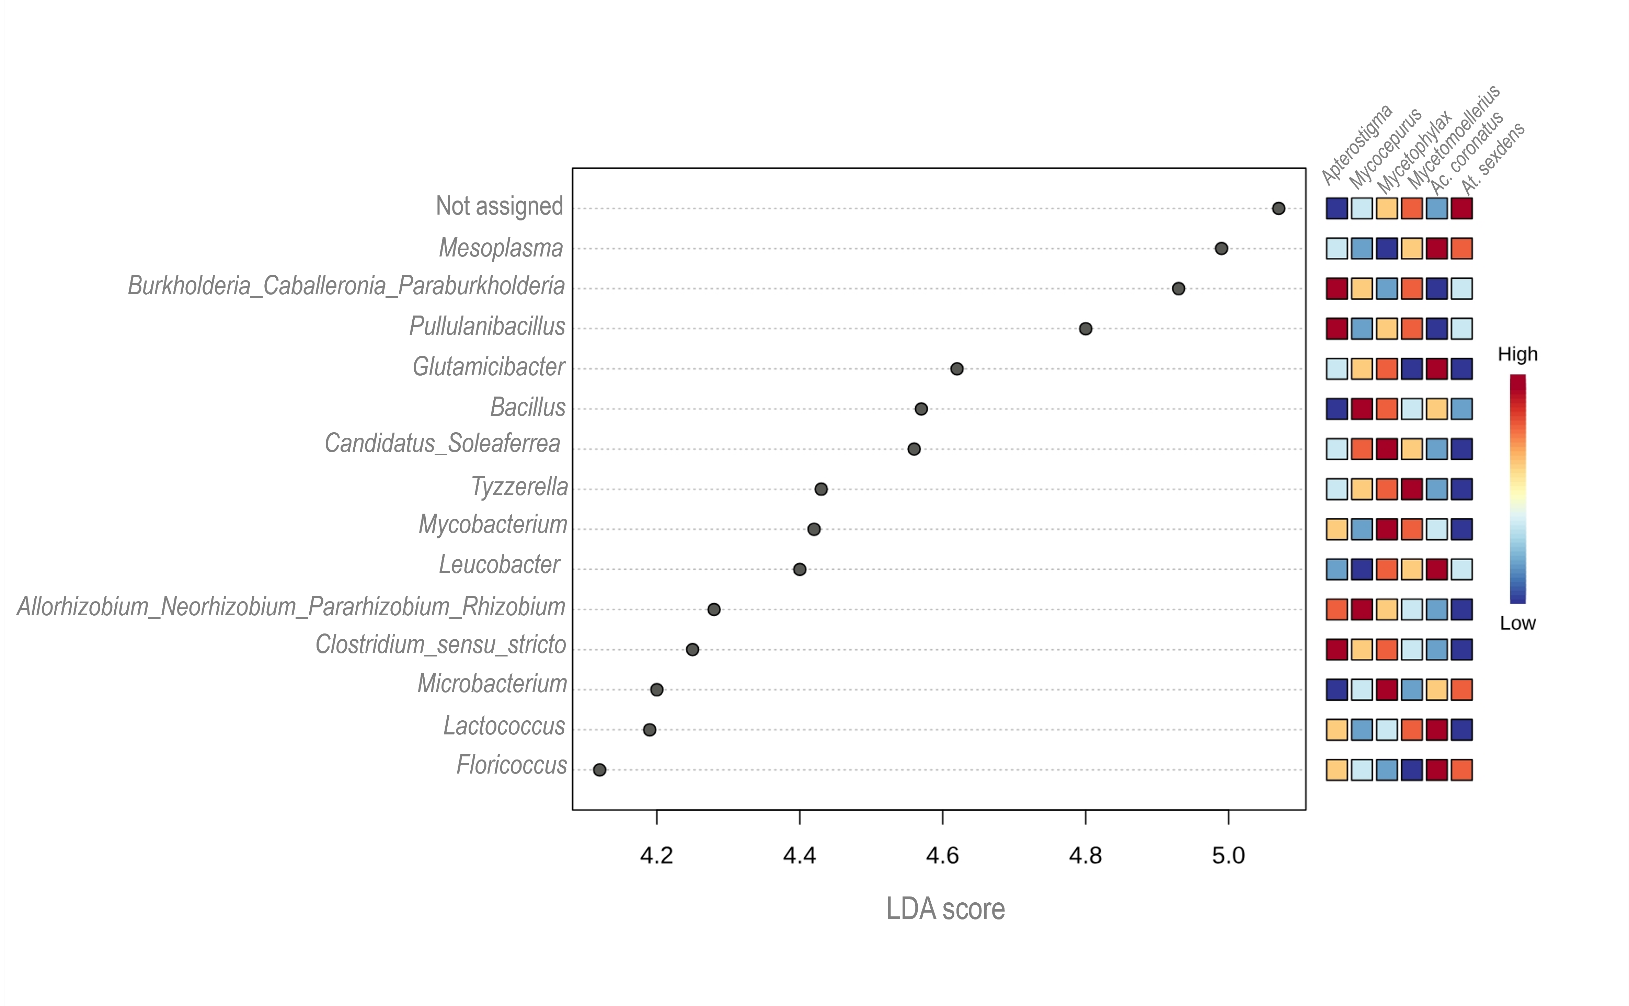 Apterostigma
Mycocepurus
Mycetophylax
Mycetomoellerius
Ac. coronatus
At. sexdens
Not assigned
Mesoplasma
Burkholderia_Caballeronia_Paraburkholderia
Pullulanibacillus
Glutamicibacter
Bacillus
Candidatus_Soleaferrea
Tyzzerella
Mycobacterium
Leucobacter
Allorhizobium_Neorhizobium_Pararhizobium_Rhizobium
Clostridium_sensu_stricto
Microbacterium
Lactococcus
Floricoccus
High
Low
4.2 4.4 4.6 4.8 5.0
LDA score